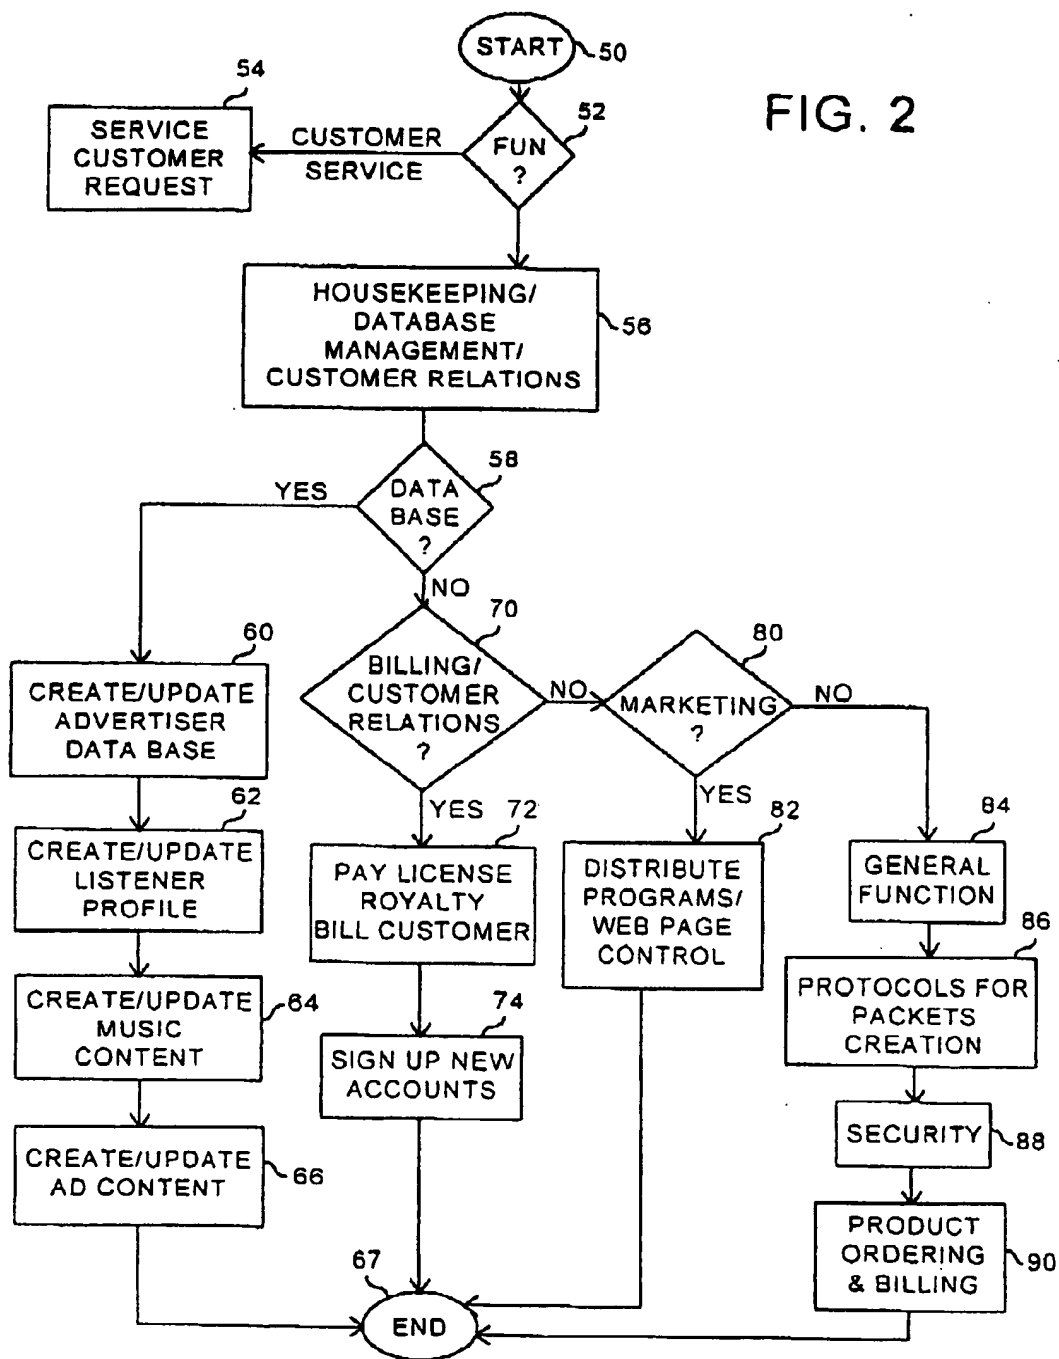 START
50
FIG. 2
54
SERVICE
CUSTOMER
REQUEST
CUSTOMER
SERVICE
52
FUN
?
HOUSEKEEPING/
DATABASE
MANAGEMENT/
CUSTOMER RELATIONS
56
58
DATA
BASE
?
YES
NO
60
CREATE/UPDATE
ADVERTISER
DATA BASE
70
BILLING/
CUSTOMER
RELATIONS
?
NO
80
MARKETING
?
NO
62
CREATE/UPDATE
LISTENER
PROFILE
YES
72
PAY LICENSE
ROYALTY
BILL CUSTOMER
YES
82
DISTRIBUTE
PROGRAMS/
WEB PAGE
CONTROL
84
GENERAL
FUNCTION
86
PROTOCOLS FOR
PACKETS
CREATION
CREATE/UPDATE
MUSIC
CONTENT
64
74
SIGN UP NEW
ACCOUNTS
SECURITY
88
CREATE/UPDATE
AD CONTENT
66
PRODUCT
ORDERING
& BILLING
90
67
END